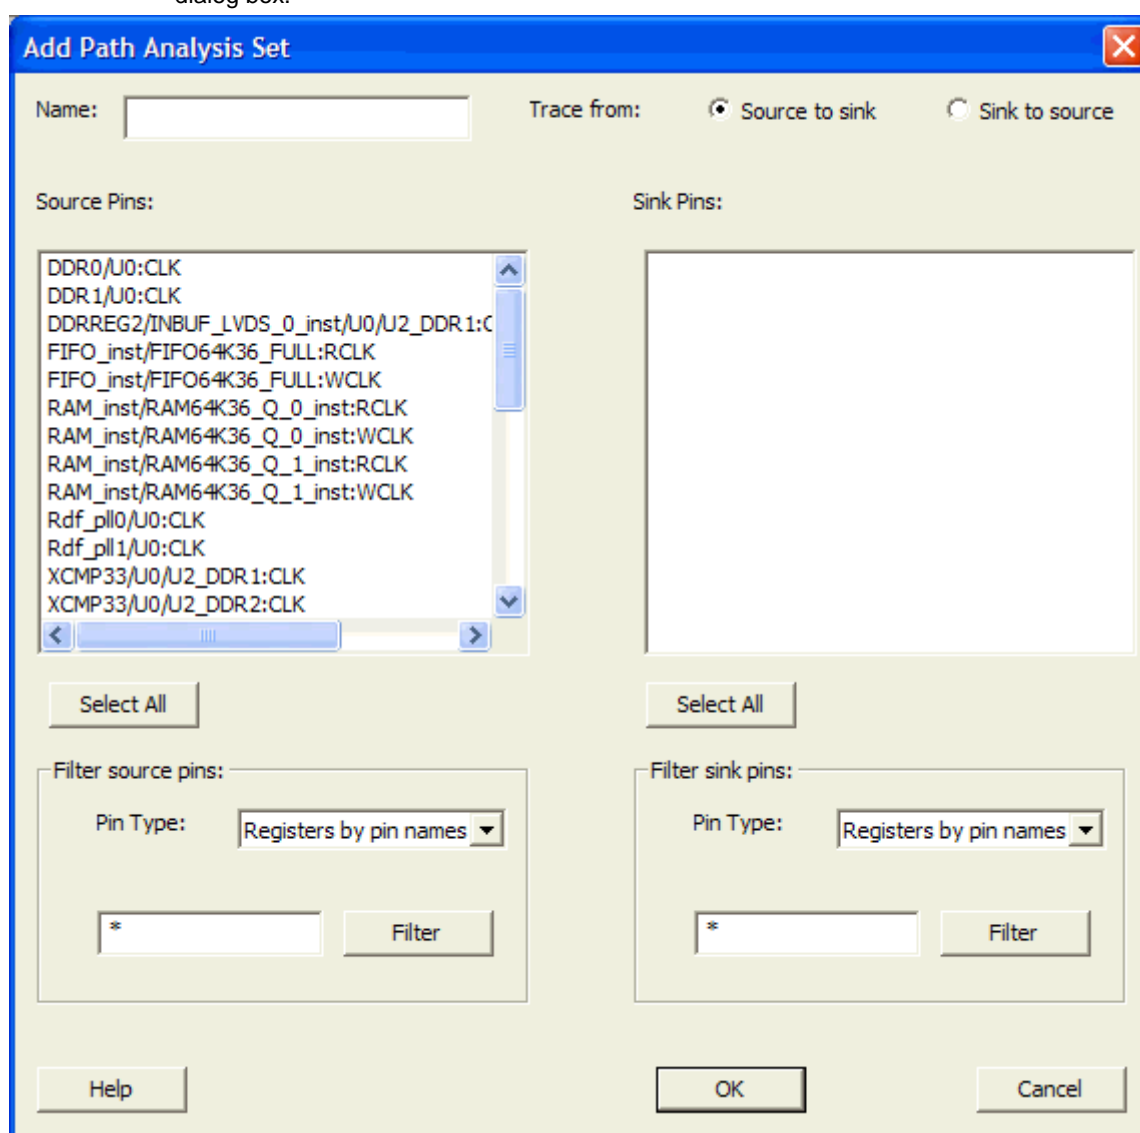 dialog box.
Add Path Analysis Set
Name:
Trace from:
Source to sink
Sink to source
Source Pins:
Sink Pins:
DDR0/U0:CLK
DDR1/U0:CLK
DDRREG2/INBUF_LVDS_0_inst/U0/U2_DDR1:C
FIFO_inst/FIFO64K36_FULL:RCLK
FIFO_inst/FIFO64K36_FULL:WCLK
RAM_inst/RAM64K36_Q_0_inst:RCLK
RAM_inst/RAM64K36_Q_0_inst:WCLK
RAM_inst/RAM64K36_Q_1_inst:RCLK
RAM_inst/RAM64K36_Q_1_inst:WCLK
Rdf_pll0/U0:CLK
Rdf_pll1/U0:CLK
XCMP33/U0/U2_DDR1:CLK
XCMP33/U0/U2_DDR2:CLK
Select All
Select All
Filter source pins:
Pin Type:
Registers by pin names
*
Filter
Filter sink pins:
Pin Type:
Registers by pin names
*
Filter
Help
OK
Cancel